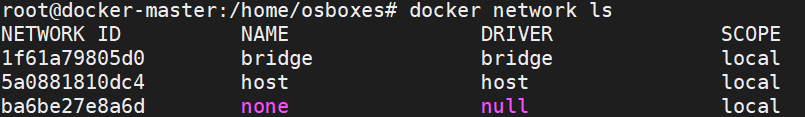 root@docker-master:/home/osboxes# docker network ls
NETWORK ID NAME DRIVER SCOPE
1f61a79805d0 bridge bridge local
5a0881810dc4 host host local
ba6be27e8a6d none null local